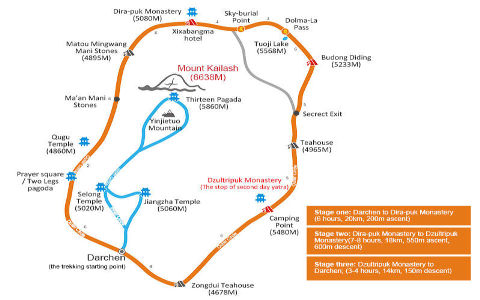 Dira-puk Monastery
(5080M)
Xixabangma
hotel
Sky-burial
Point
Dolma-La
Pass
Tuoji Lake
(5568M)
Budong Diding
(5233M)
Matou Mingwang
Mani Stones
(4895M)
Mount Kailash
(6638M)
Thirteen Pagada
(5860M)
Yinjietuo
Mountain
Ma'an Mani
Stones
Secrect Exit
Teahouse
(4965M)
Qugu
Temple
(4860M)
Prayer square
/ Two Legs
pagoda
Selong
Temple
(5020M)
Jiangzha Temple
(5060M)
Dzultripuk Monastery
(The stop of second day yatra)
Camping
Point
(5480M)
Darchen
(the trekking starting point)
Zongdui Teahouse
(4678M)
Stage one: Darchen to Dira-puk Monastery
(6 hours, 20km, 200m ascent)
Stage two: Dira-puk Monastery to Dzultripuk
Monastery(7-8 hours, 18km, 550m ascent,
600m descent)
Stage three: Dzultripuk Monastery to
Darchen, (3-4 hours, 14km, 150m descent)